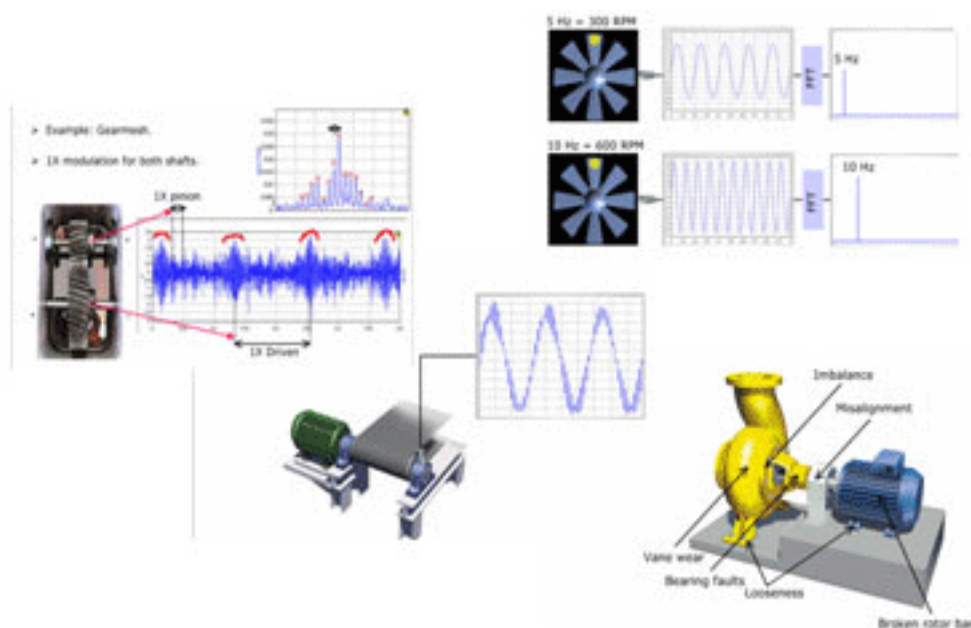 5 Hz = 300 RPM
FFT
5 Hz
10 Hz = 600 RPM
FFT
10 Hz
➤ Example: Gearmesh.
➤ 1X modulation for both shafts.
1X pinion
1X Driven
Imbalance
Misalignment
Vane wear
Bearing faults
Looseness
Broken rotor bar